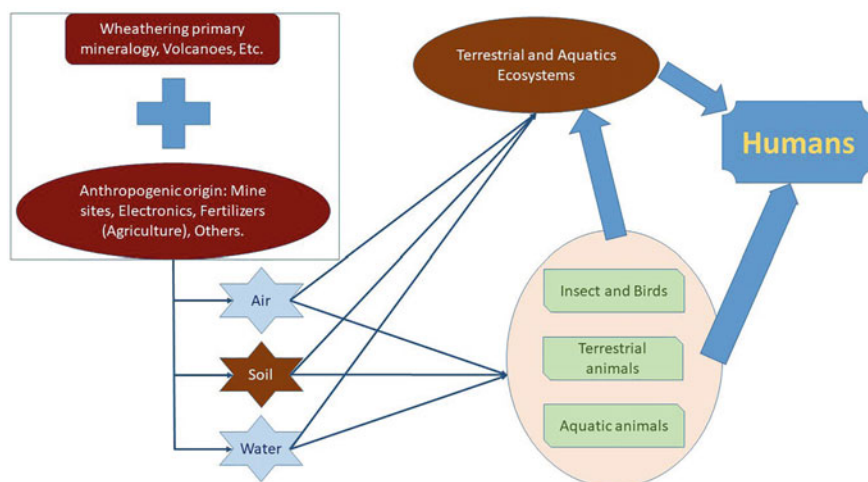 Wheathering primary
mineralogy, Volcanoes, Etc.
Anthropogenic origin: Mine
sites, Electronics, Fertilizers
(Agriculture), Others.
Air
Soil
Water
Terrestrial and Aquatics
Ecosystems
Humans
Insect and Birds
Terrestrial
animals
Aquatic animals